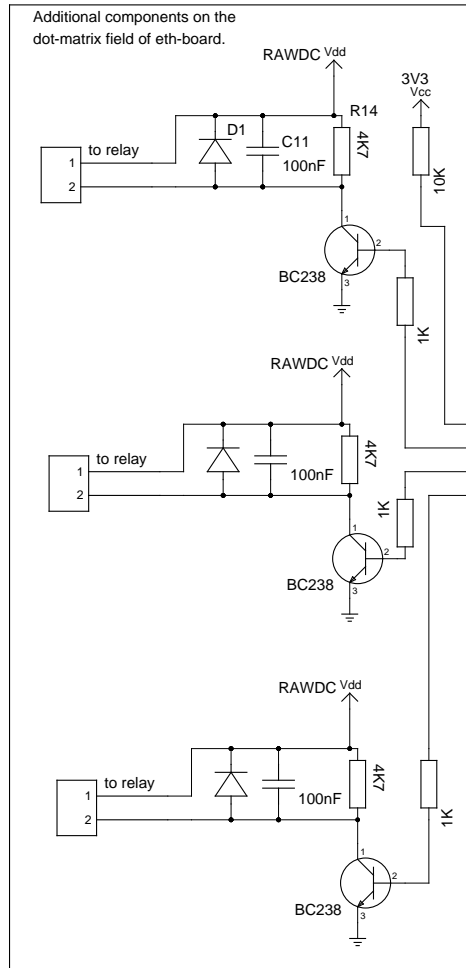 Additional components on the
dot-matrix field of eth-board.
RAWDC Vdd
3V3
Vcc
R14
D1
C11
to relay
4K7
100nF
10K
1
2
1
2
BC238
3
1K
RAWDC Vdd
to relay
4K7
1
100nF
2
1K
1
2
BC238
3
RAWDC Vdd
to relay
4K7
1
100nF
2
1K
1
2
BC238
3